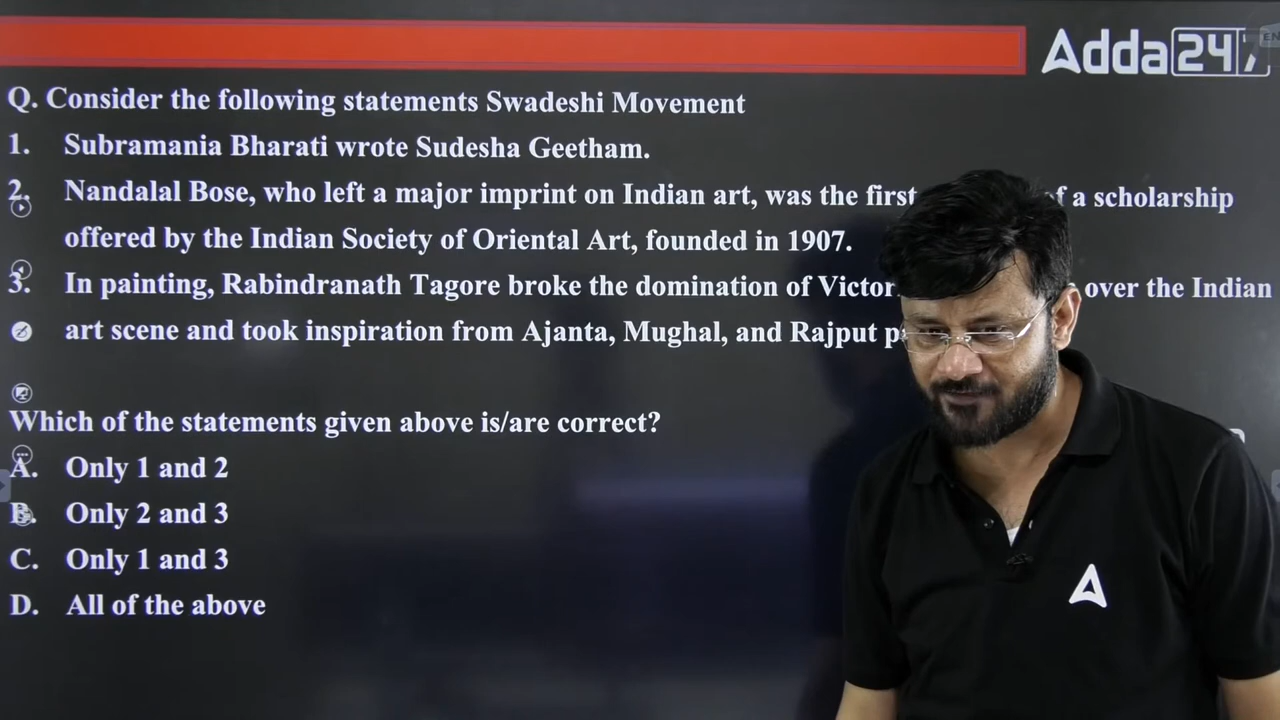 Adda247
EN
Q. Consider the following statements Swadeshi Movement
1. Subramania Bharati wrote Sudesha Geetham.
2. Nandalal Bose, who left a major imprint on Indian art, was the first of a scholarship
offered by the Indian Society of Oriental Art, founded in 1907.
3. In painting, Rabindranath Tagore broke the domination of over the Indian
art scene and took inspiration from Ajanta, Mughal, and Rajput
Which of the statements given above is/are correct?
A. Only 1 and 2
B. Only 2 and 3
C. Only 1 and 3
D. All of the above